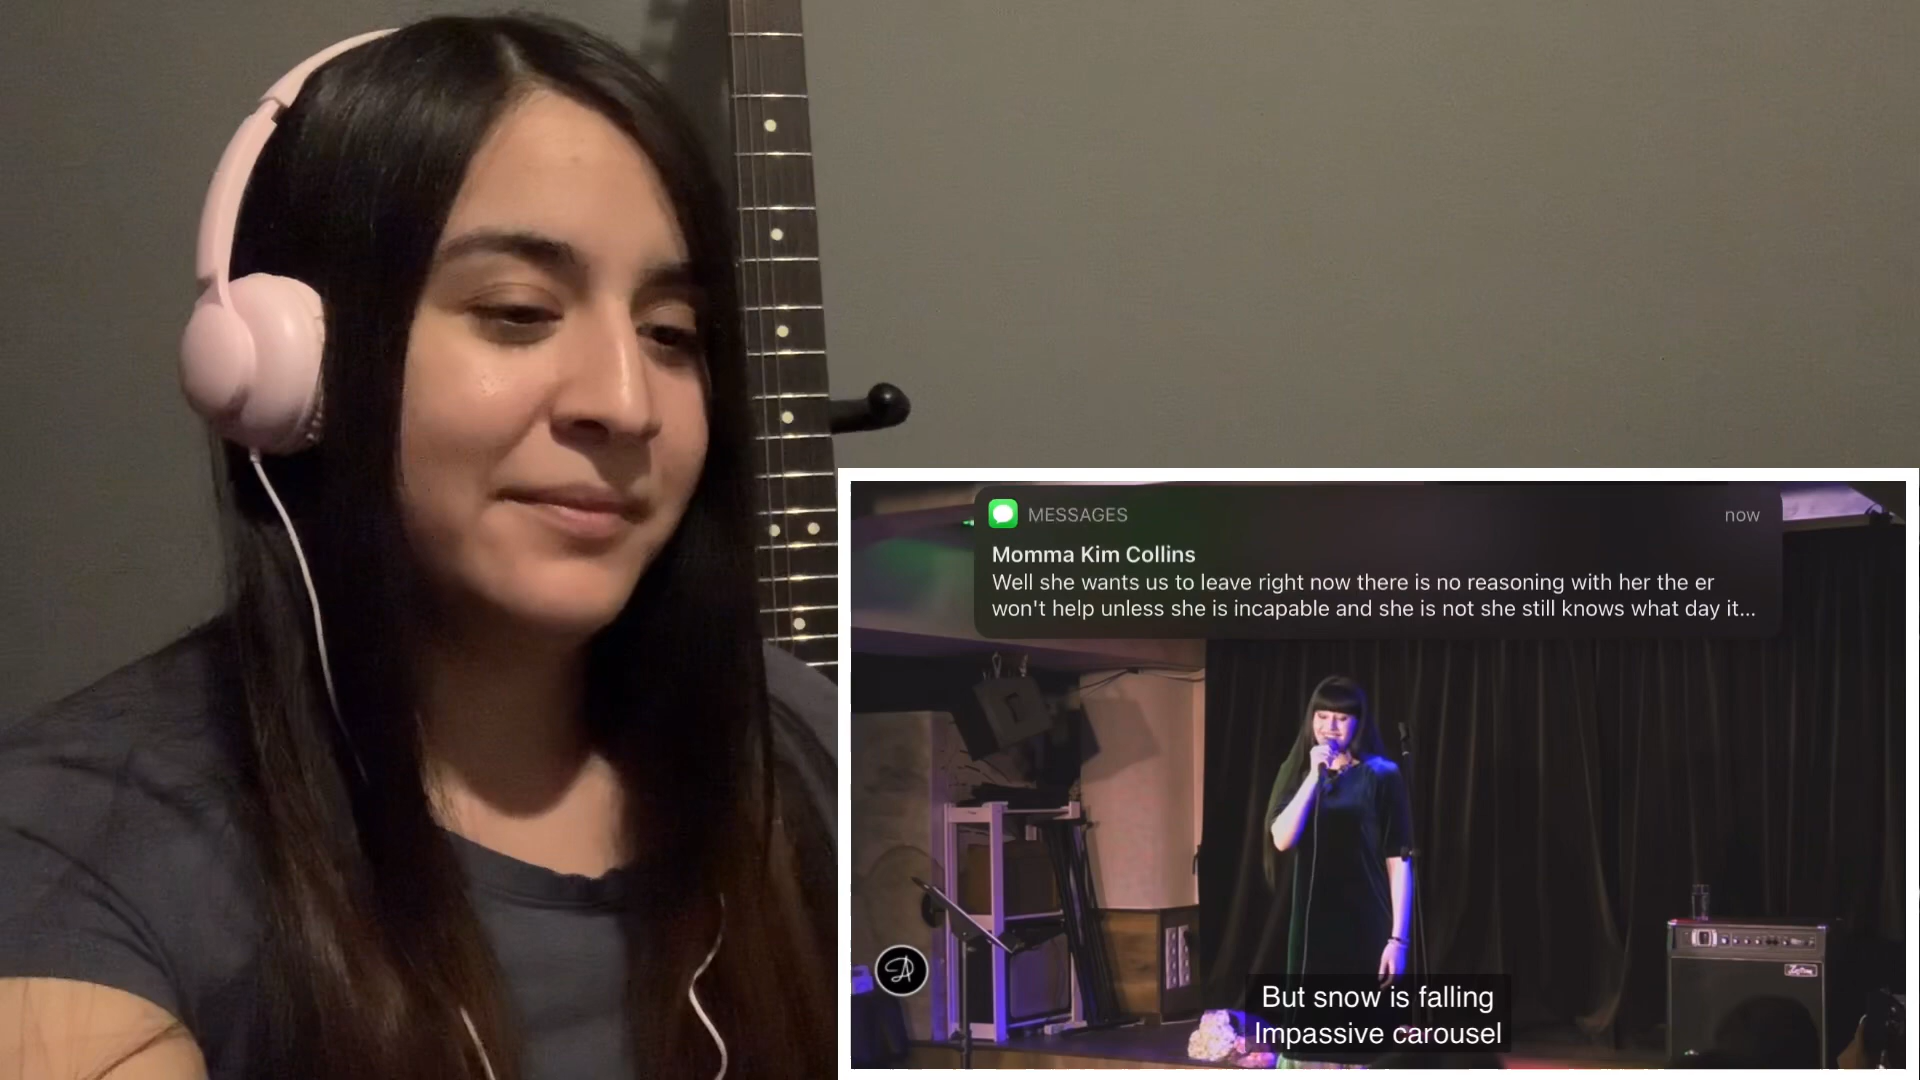 MESSAGES
now
Momma Kim Collins
Well she wants us to leave right now there is no reasoning with her the er
won't help unless she is incapable and she is not she still knows what day it...
But snow is falling
Impassive carousel